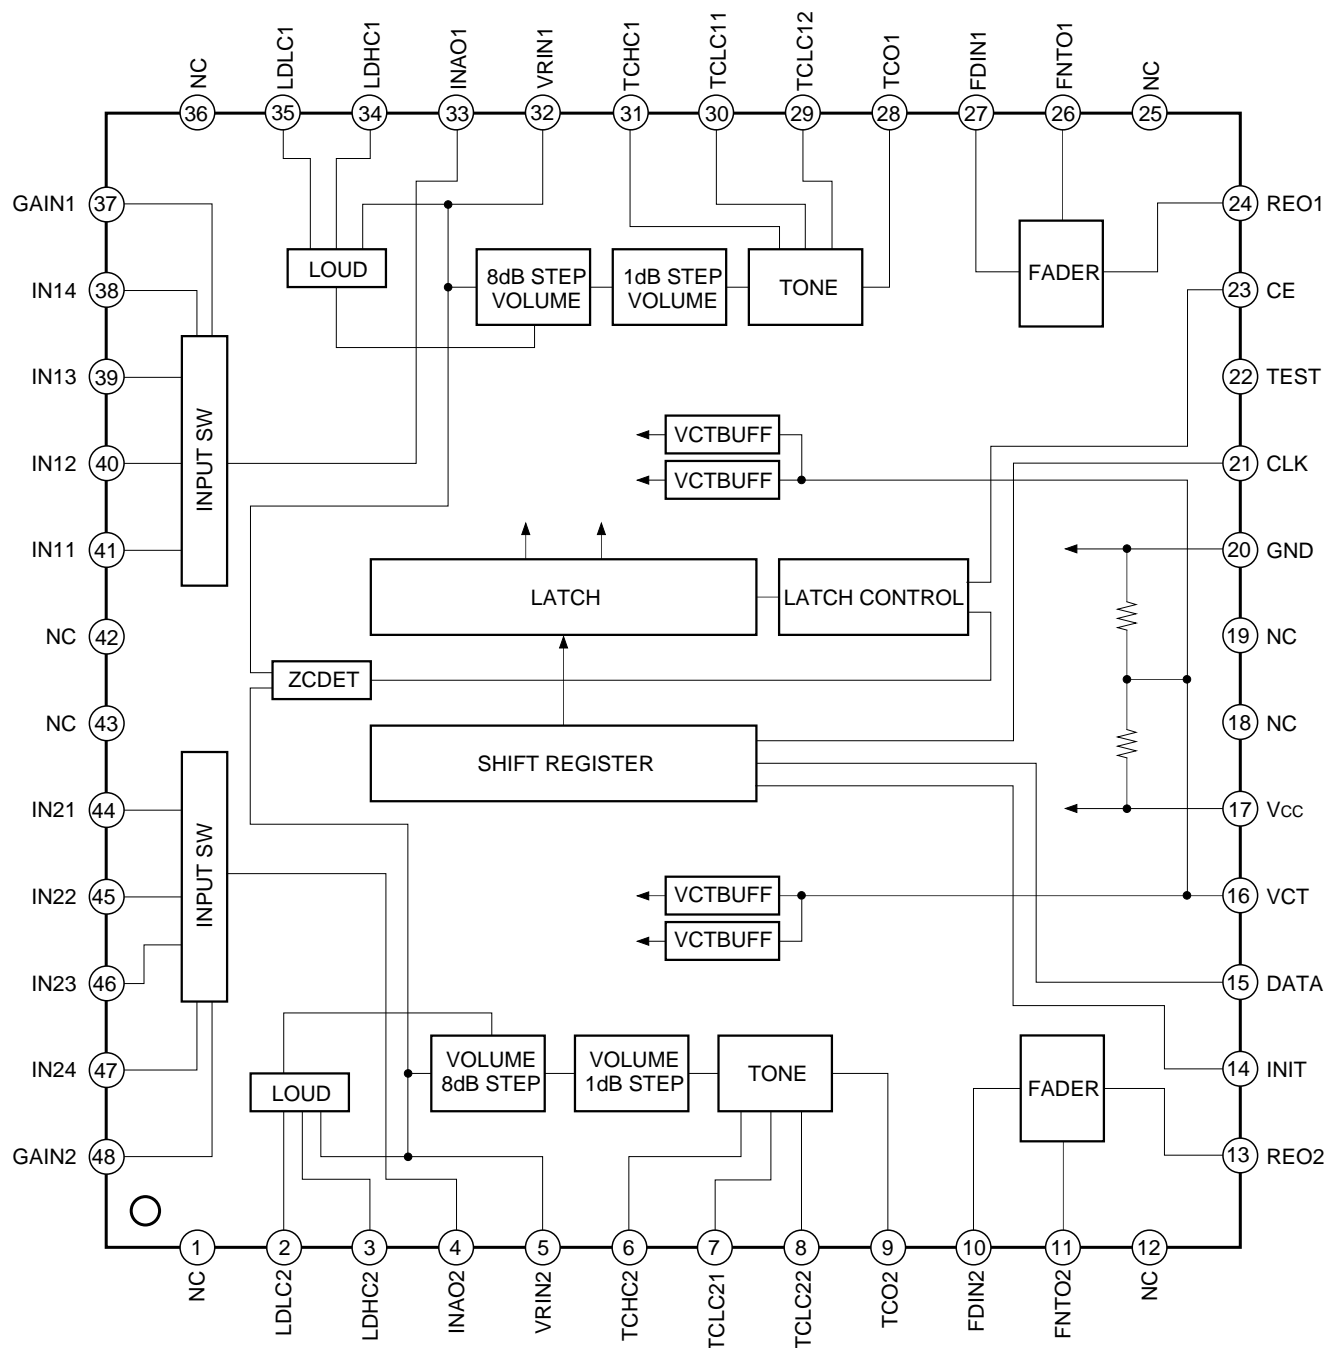 NC
LDLC1
LDHC1
INAO1
VRIN1
TCHC1
TCLC11
TCLC12
TCO1
FDIN1
FNTO1
NC
36
35
34
33
32
31
30
29
28
27
26
25
GAIN1
37
IN14
38
IN13
39
IN12
40
IN11
41
NC
42
NC
43
IN21
44
IN22
45
IN23
46
IN24
47
GAIN2
48
INPUT SW
INPUT SW
LOUD
8dB STEP
VOLUME
1dB STEP
VOLUME
TONE
FADER
VCTBUFF
VCTBUFF
LATCH
LATCH CONTROL
ZCDET
SHIFT REGISTER
VCTBUFF
VCTBUFF
LOUD
VOLUME
8dB STEP
VOLUME
1dB STEP
TONE
FADER
24
REO1
23
CE
22
TEST
21
CLK
20
GND
19
NC
18
NC
17
Vcc
16
VCT
15
DATA
14
INIT
13
REO2
1
2
3
4
5
6
7
8
9
10
11
12
NC
LDLC2
LDHC2
INAO2
VRIN2
TCHC2
TCLC21
TCLC22
TCO2
FDIN2
FNTO2
NC